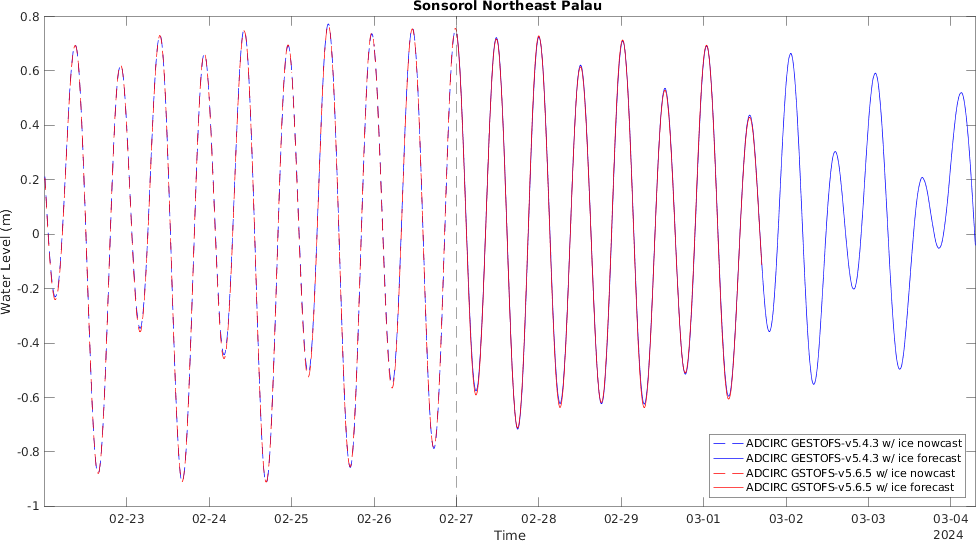 Sonsorol Northeast Palau
0.8
0.6
0.4
0.2
0
-0.2
-0.4
-0.6
-0.8
-1
Water Level (m)
02-23 02-24 02-25 02-26 02-27 02-28 02-29 03-01 03-02 03-03 03-04
2024
Time
ADCIRC GESTOFS-v5.4.3 w/ ice nowcast
ADCIRC GESTOFS-v5.4.3 w/ ice forecast
ADCIRC GSTOFS-v5.6.5 w/ ice nowcast
ADCIRC GSTOFS-v5.6.5 w/ ice forecast